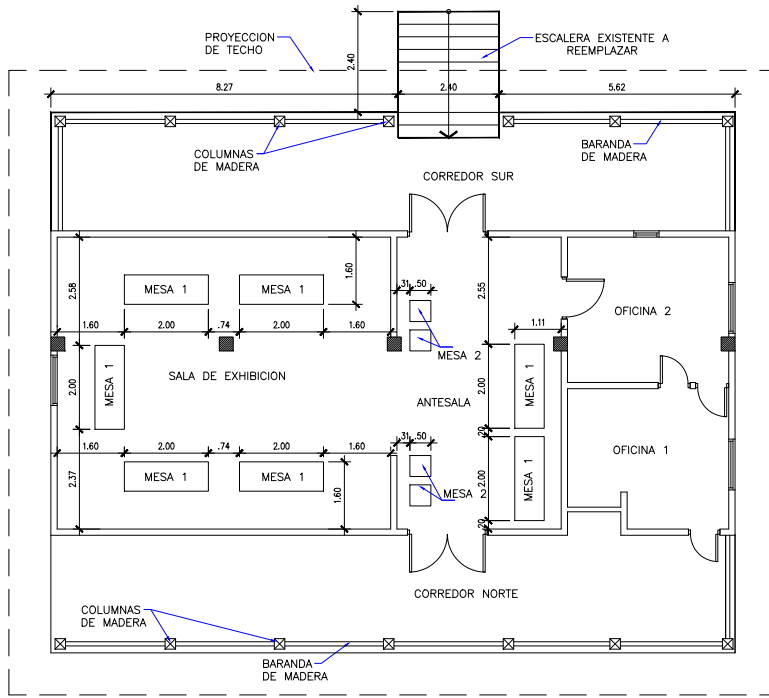 PROYECCION
DE TECHO
ESCALERA EXISTENTE A
REEMPLAZAR
2.40
8.27
2.40
5.62
COLUMNAS
DE MADERA
BARANDA
DE MADERA
CORREDOR SUR
2.58
1.60
.31
.50
2.55
MESA 1
MESA 1
OFICINA 2
1.60
2.00
.74
2.00
1.60
1.11
MESA 2
2.00
MESA 1
SALA DE EXHIBICION
ANTESALA
2.00
MESA 1
.20
1.60
2.00
.74
2.00
1.60
.31
.50
OFICINA 1
2.37
MESA 1
MESA 1
1.60
MESA 2
2.00
MESA 1
.20
CORREDOR NORTE
COLUMNAS
DE MADERA
BARANDA
DE MADERA